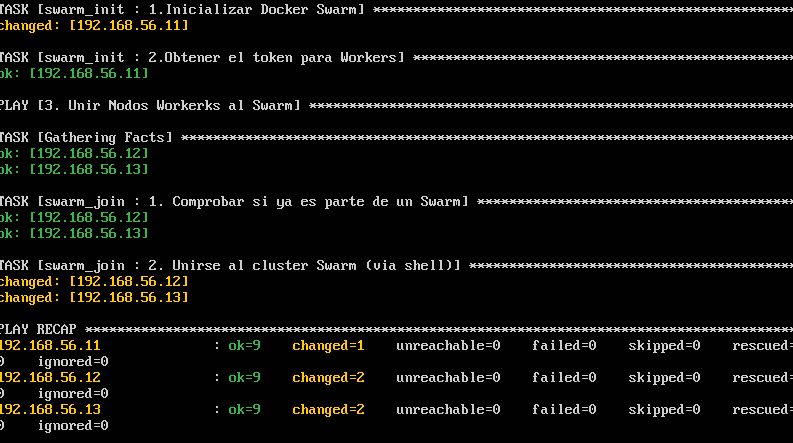 TASK [swarm_init : 1.Inicializar Docker Swarm] *****************************************************
changed: [192.168.56.11]
TASK [swarm_init : 2.Obtener el token para Workers] ************************************************
ok: [192.168.56.11]
PLAY [3. Unir Nodos Workerks al Swarm] *************************************************************
TASK [Gathering Facts] *****************************************************************************
ok: [192.168.56.12]
ok: [192.168.56.13]
TASK [swarm_join : 1. Comprobar si ya es parte de un Swarm] ****************************************
ok: [192.168.56.12]
ok: [192.168.56.13]
TASK [swarm_join : 2. Unirse al cluster Swarm (via shell)] *****************************************
changed: [192.168.56.12]
changed: [192.168.56.13]
PLAY RECAP *****************************************************************************************
192.168.56.11 : ok=9 changed=1 unreachable=0 failed=0 skipped=0 rescued=
0 ignored=0
192.168.56.12 : ok=9 changed=2 unreachable=0 failed=0 skipped=0 rescued=
0 ignored=0
192.168.56.13 : ok=9 changed=2 unreachable=0 failed=0 skipped=0 rescued=
0 ignored=0